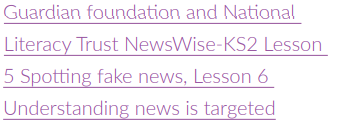 Guardian foundation and National
Literacy Trust NewsWise-KS2 Lesson
5 Spotting fake news, Lesson 6
Understanding news is targeted